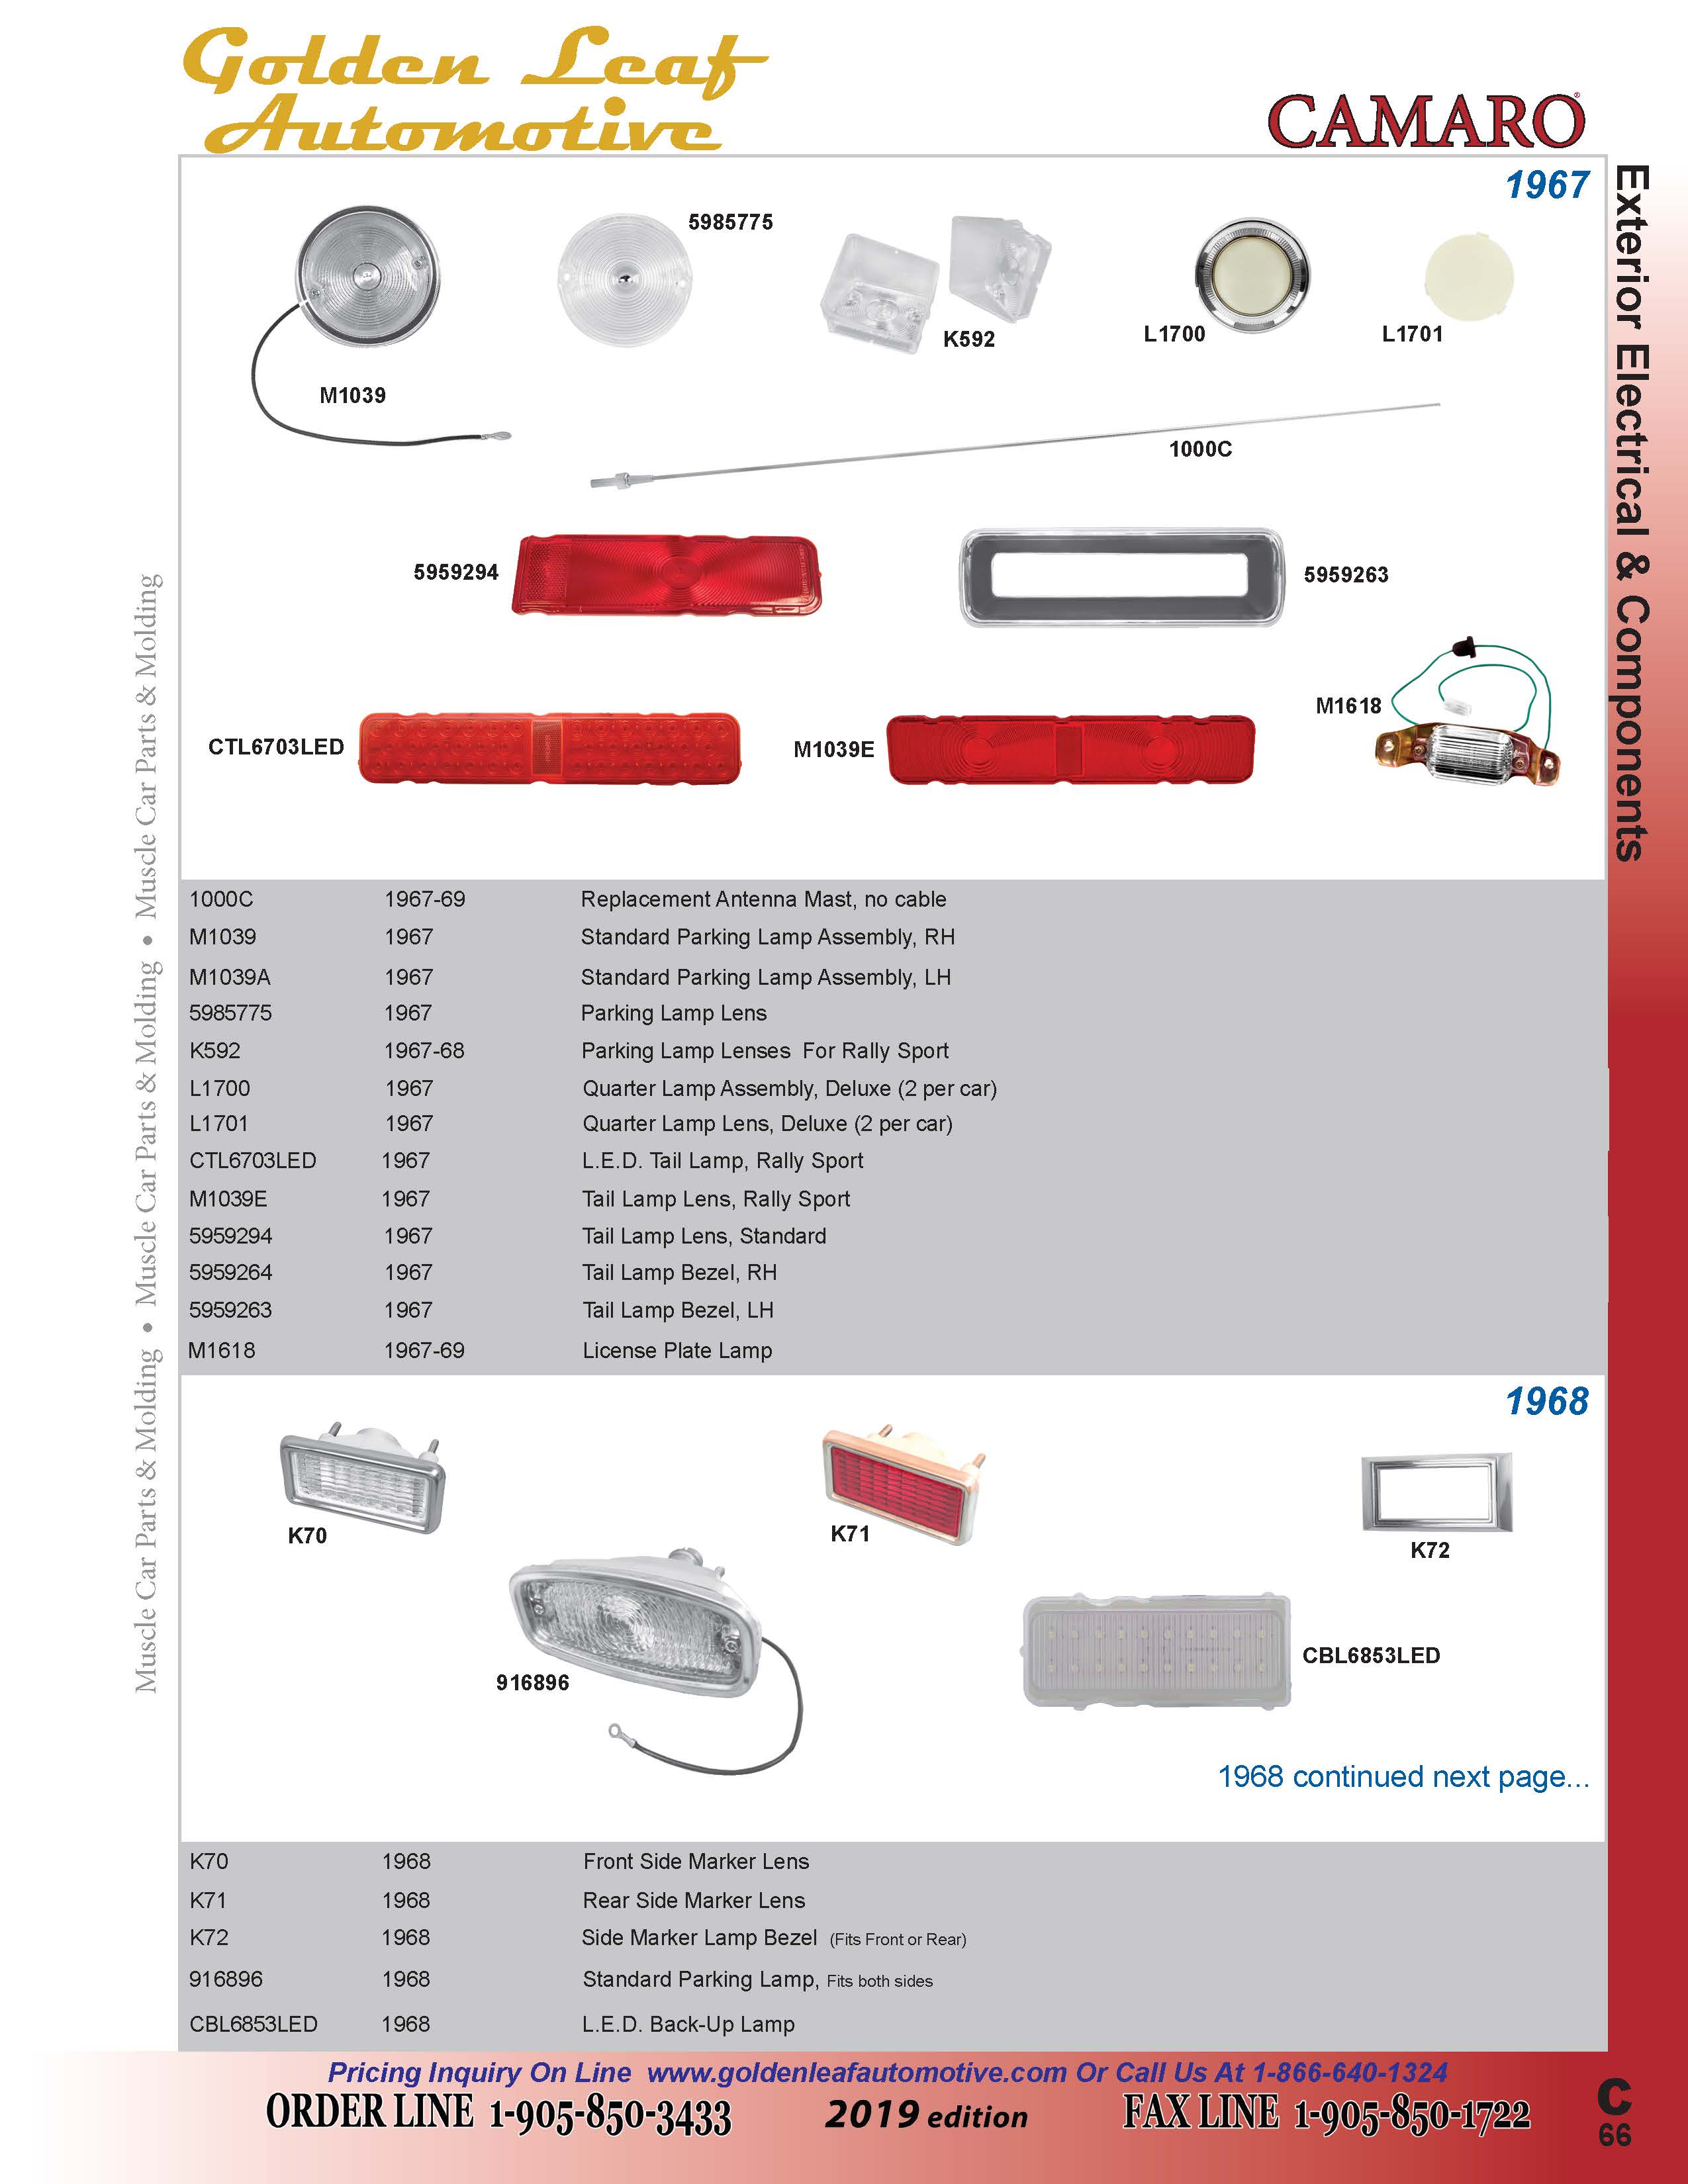 Golden Leaf
Automotive
CAMARO®
1967
Exterior Electrical & Components
Muscle Car Parts & Molding • Muscle Car Parts & Molding • Muscle Car Parts & Molding
5985775
K592
L1700
L1701
M1039
1000C
5959294
5959263
M1618
CTL6703LED
M1039E
1000C 1967-69 Replacement Antenna Mast, no cable
M1039 1967 Standard Parking Lamp Assembly, RH
M1039A 1967 Standard Parking Lamp Assembly, LH
5985775 1967 Parking Lamp Lens
K592 1967-68 Parking Lamp Lenses For Rally Sport
L1700 1967 Quarter Lamp Assembly, Deluxe (2 per car)
L1701 1967 Quarter Lamp Lens, Deluxe (2 per car)
CTL6703LED 1967 L.E.D. Tail Lamp, Rally Sport
M1039E 1967 Tail Lamp Lens, Rally Sport
5959294 1967 Tail Lamp Lens, Standard
5959264 1967 Tail Lamp Bezel, RH
5959263 1967 Tail Lamp Bezel, LH
M1618 1967-69 License Plate Lamp
1968
K70
K71
K72
916896
CBL6853LED
1968 continued next page...
K70 1968 Front Side Marker Lens
K71 1968 Rear Side Marker Lens
K72 1968 Side Marker Lamp Bezel (Fits Front or Rear)
916896 1968 Standard Parking Lamp, Fits both sides
CBL6853LED 1968 L.E.D. Back-Up Lamp
Pricing Inquiry On Line www.goldenleafautomotive.com Or Call Us At 1-866-640-1324
ORDER LINE 1-905-850-3433 2019 edition FAX LINE 1-905-850-1722
C
66